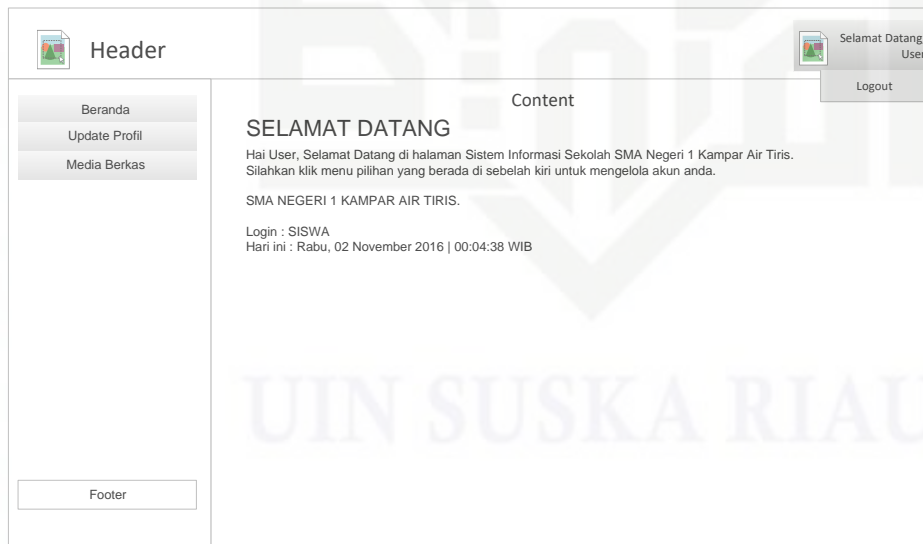 Header
Selamat Datang
User
Logout
Beranda
Update Profil
Media Berkas
Content
SELAMAT DATANG
Hai User, Selamat Datang di halaman Sistem Informasi Sekolah SMA Negeri 1 Kampar Air Tiris.
Silahkan klik menu pilihan yang berada di sebelah kiri untuk mengelola akun anda.
SMA NEGERI 1 KAMPAR AIR TIRIS.
Login : SISWA
Hari ini : Rabu, 02 November 2016 | 00:04:38 WIB
UIN SUSKA RIAU
Footer